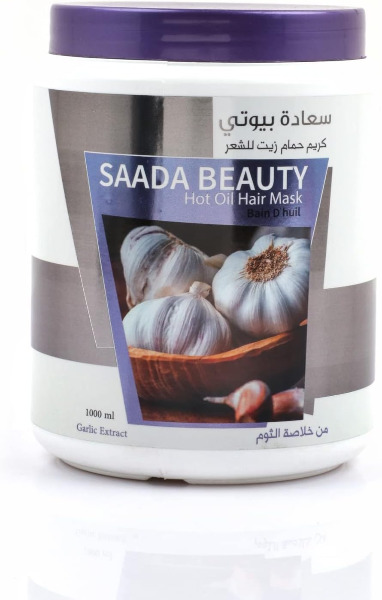 سعادة بيوتي
كريم حمام زيت للشعر
SAADA BEAUTY
Hot Oil Hair Mask
Bain D'huil
1000 ml
Garlic Extract
من خلاصة الثوم